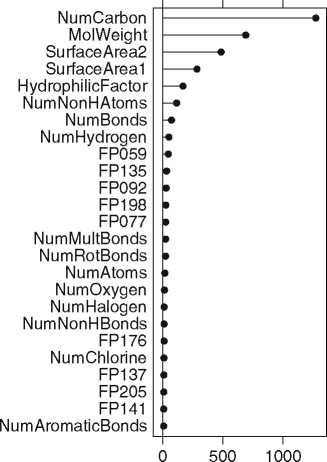 NumCarbon
MolWeight
SurfaceArea2
SurfaceArea1
HydrophilicFactor
NumNonHAtoms
NumBonds
NumHydrogen
FP059
FP135
FP092
FP198
FP077
NumMultBonds
NumRotBonds
NumAtoms
NumOxygen
NumHalogen
NumNonHBonds
FP176
NumChlorine
FP137
FP205
FP141
NumAromaticBonds
0 500 1000